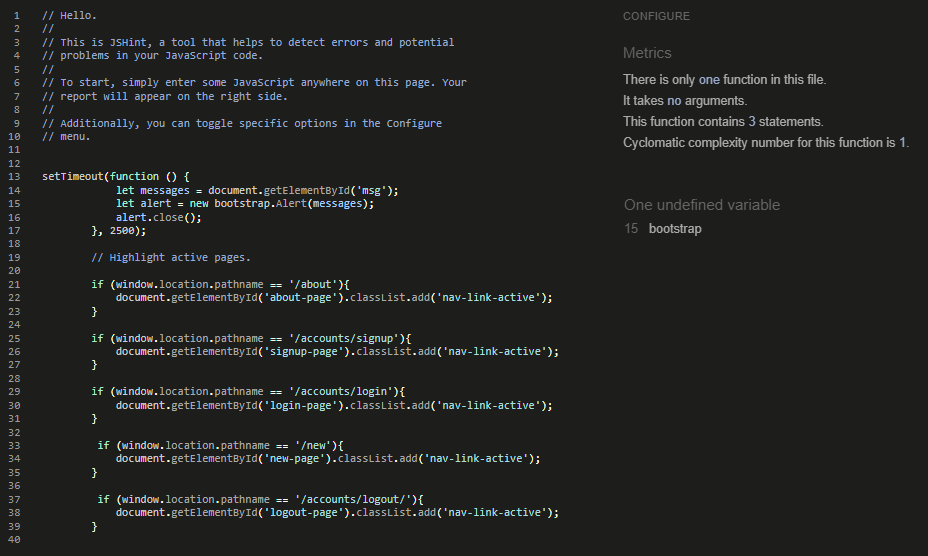 1 // Hello.
2 //
3 // This is JSHint, a tool that helps to detect errors and potential
4 // problems in your JavaScript code.
5 //
6 // To start, simply enter some JavaScript anywhere on this page. Your
7 // report will appear on the right side.
8 //
9 // Additionally, you can toggle specific options in the Configure
10 // menu.
11
12
13 setTimeout(function () {
14             let messages = document.getElementById('msg');
15             let alert = new bootstrap.Alert(messages);
16             alert.close();
17         }, 2500);
18
19         // Highlight active pages.
20
21         if (window.location.pathname == '/about'){
22             document.getElementById('about-page').classList.add('nav-link-active');
23         }
24
25         if (window.location.pathname == '/accounts/signup'){
26             document.getElementById('signup-page').classList.add('nav-link-active');
27         }
28
29         if (window.location.pathname == '/accounts/login'){
30             document.getElementById('login-page').classList.add('nav-link-active');
31         }
32
33          if (window.location.pathname == '/new'){
34             document.getElementById('new-page').classList.add('nav-link-active');
35         }
36
37          if (window.location.pathname == '/accounts/logout/'){
38             document.getElementById('logout-page').classList.add('nav-link-active');
39         }
40
CONFIGURE
Metrics
There is only one function in this file.
It takes no arguments.
This function contains 3 statements.
Cyclomatic complexity number for this function is 1.
One undefined variable
15 bootstrap